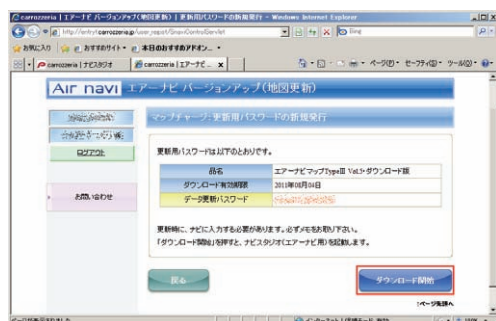 carrozzeria | エアーナビ バージョンアップ(地図更新) | 更新用パスワードの新規発行 - Windows Internet Explorer
お気に入り おすすめサイト 本日のおすすめアドオン...
carrozzeria | ナビスタジオ carrozzeria | エアーナビ ... x ページ(P) セーフティ(S) ツール(O)
Air navi エアーナビ バージョンアップ(地図更新)
マップチャージ:更新用パスワードの新規発行
ログアウト
更新用パスワードは以下のとおりです。
品名 エアーナビマップTypeIII Vol.5・ダウンロード版
ダウンロード有効期限 2011年08月04日
データ更新パスワード
お問い合わせ
更新時に、ナビに入力する必要があります。必ずメモをお取り下さい。
「ダウンロード開始」を押すと、ナビスタジオ(エアーナビ用)を起動します。
戻る ダウンロード開始
↑ページ先頭へ
ページが表示されました